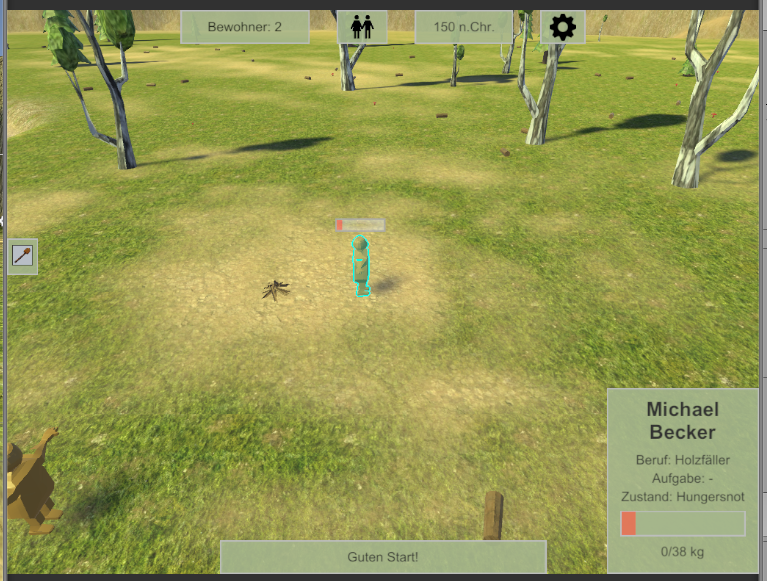 Bewohner: 2
150 n.Chr.
Michael
Becker
Beruf: Holzfäller
Aufgabe: -
Zustand: Hungersnot
0/38 kg
Guten Start!